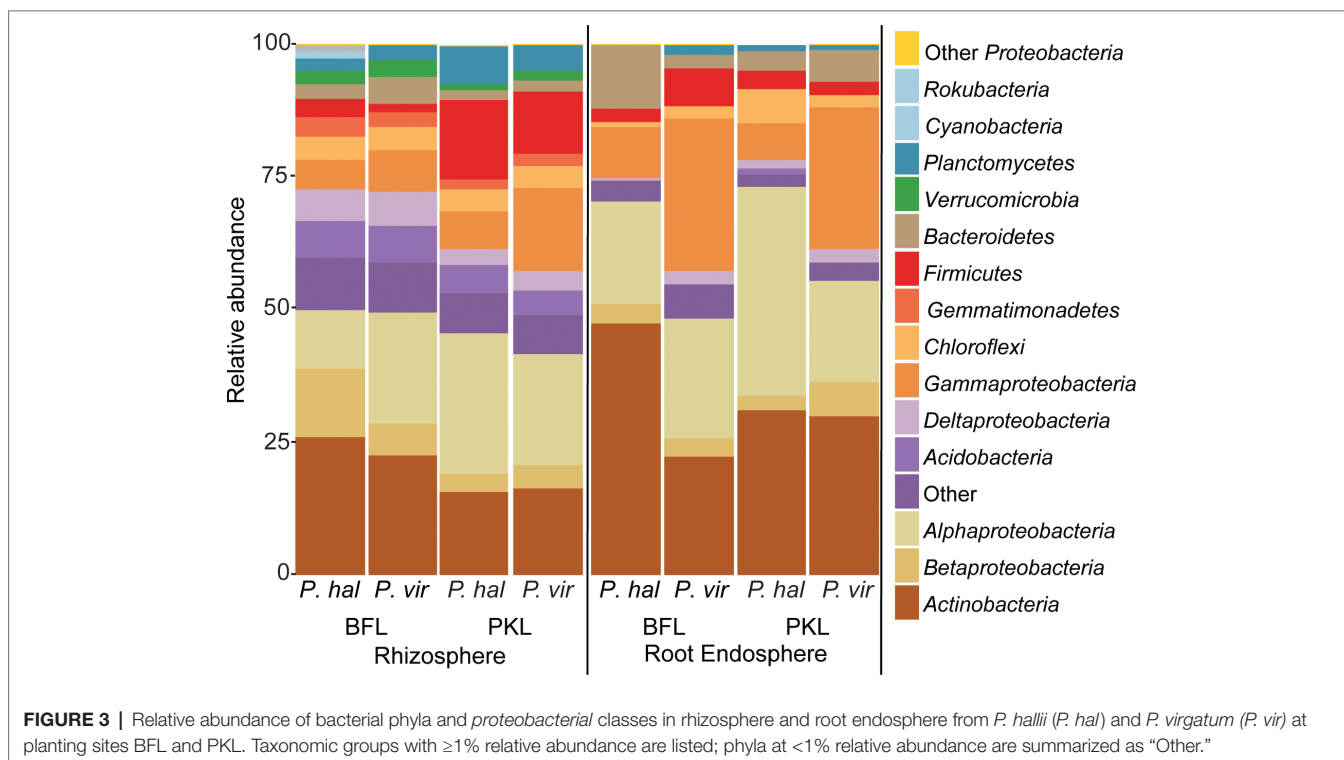 100
75
50
25
0
Relative abundance
P. hal P. vir P. hal P. vir P. hal P. vir P. hal P. vir
BFL PKL BFL PKL
Rhizosphere Root Endosphere
Other Proteobacteria
Rokubacteria
Cyanobacteria
Planctomycetes
Verrucomicrobia
Bacteroidetes
Firmicutes
Gemmatimonadetes
Chloroflexi
Gammaproteobacteria
Deltaproteobacteria
Acidobacteria
Other
Alphaproteobacteria
Betaproteobacteria
Actinobacteria
FIGURE 3 | Relative abundance of bacterial phyla and proteobacterial classes in rhizosphere and root endosphere from P. hallii (P. hal) and P. virgatum (P. vir) at
planting sites BFL and PKL. Taxonomic groups with ≥1% relative abundance are listed; phyla at <1% relative abundance are summarized as “Other.”